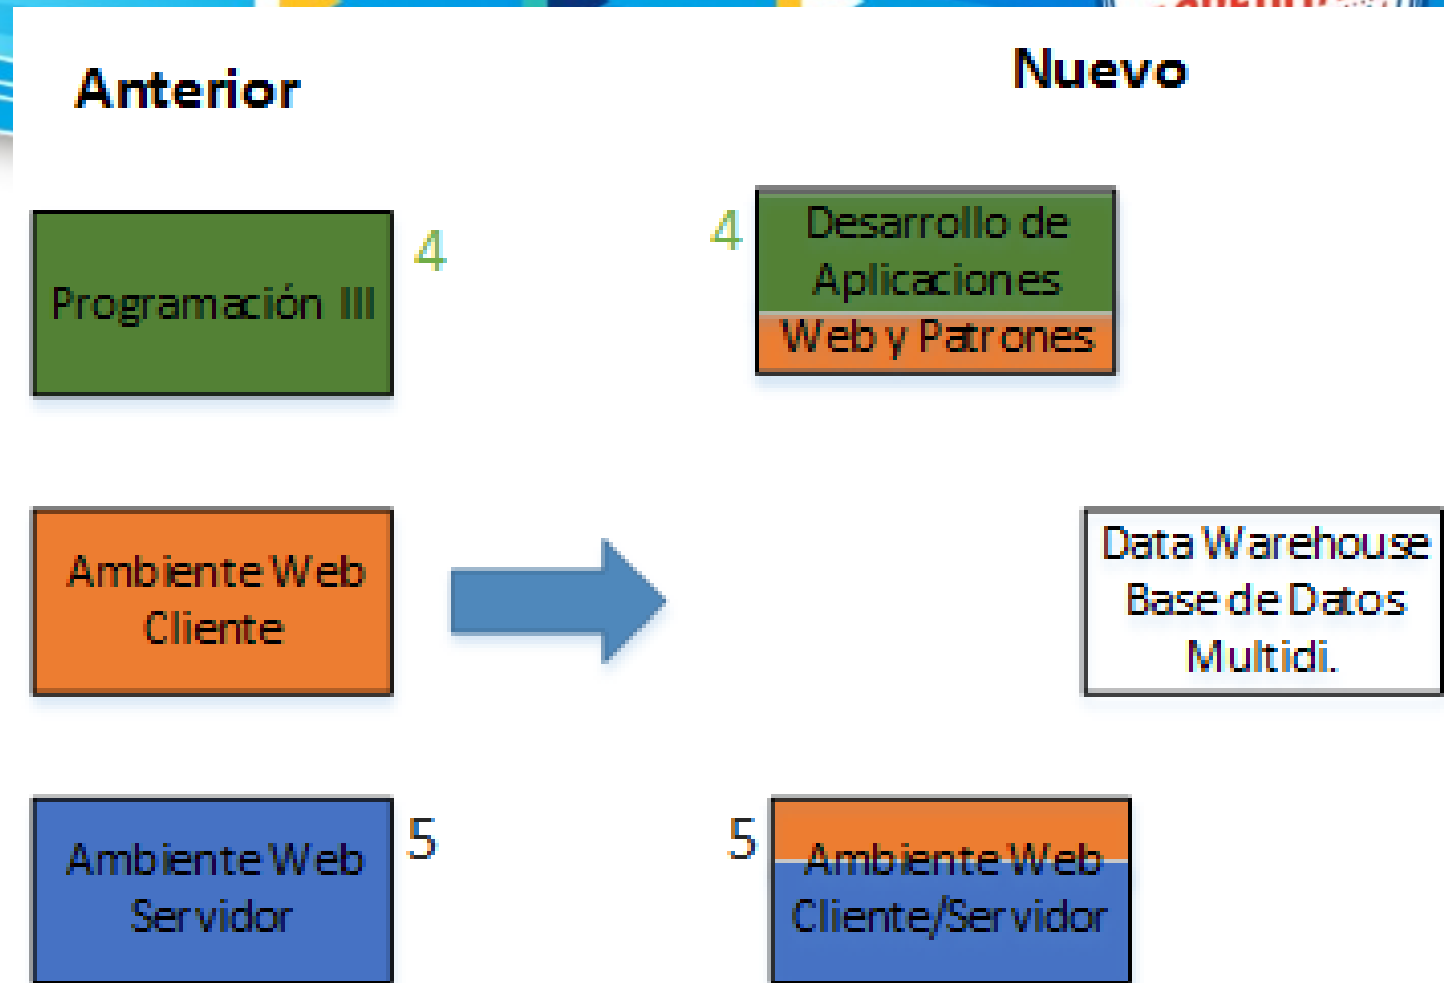 Anterior
Nuevo
Programación III
4
4
Desarrollo de
Aplicaciones
Web y Patrones
Ambiente Web
Cliente
Data Warehouse
Base de Datos
Multidi.
Ambiente Web
Servidor
5
5
Ambiente Web
Cliente/Servidor